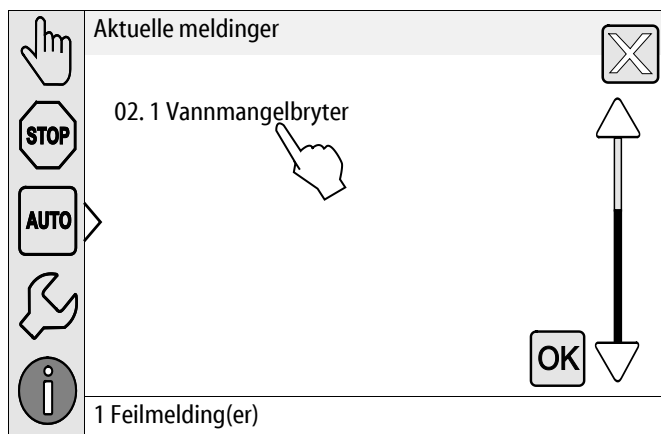 Aktuelle meldinger
02. 1 Vannmangelbryter
STOP
AUTO
OK
1 Feilmelding(er)